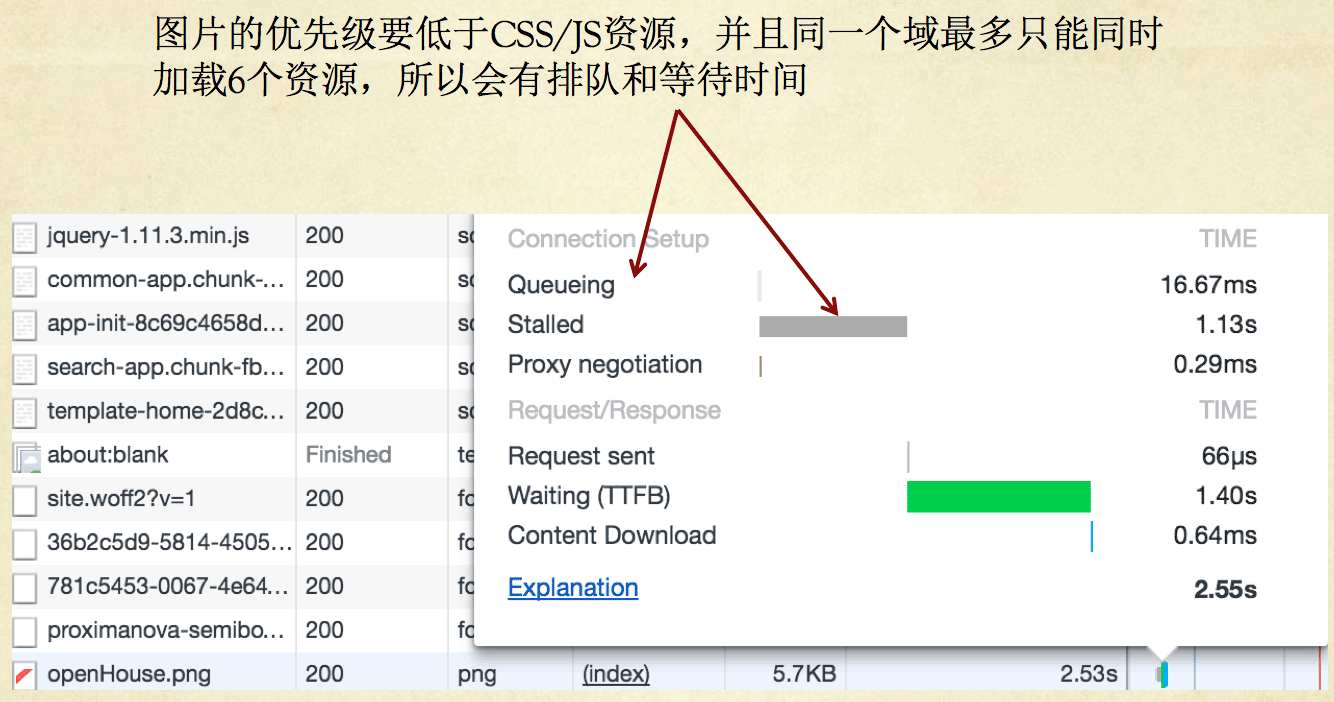 图片的优先级要低于CSS/JS资源，并且同一个域最多只能同时
加载6个资源，所以会有排队和等待时间
jquery-1.11.3.min.js 200 sc
common-app.chunk-... 200 sc
app-init-8c69c4658d... 200 sc
search-app.chunk-fb... 200 sc
template-home-2d8c... 200 sc
about:blank Finished te
site.woff2?v=1 200 fo
36b2c5d9-5814-4505... 200 fo
781c5453-0067-4e64... 200 fo
proximanova-semibo... 200 fo
openHouse.png 200 png (index) 5.7KB 2.53s
Connection Setup TIME
Queueing 16.67ms
Stalled 1.13s
Proxy negotiation 0.29ms
Request/Response TIME
Request sent 66μs
Waiting (TTFB) 1.40s
Content Download 0.64ms
Explanation 2.55s